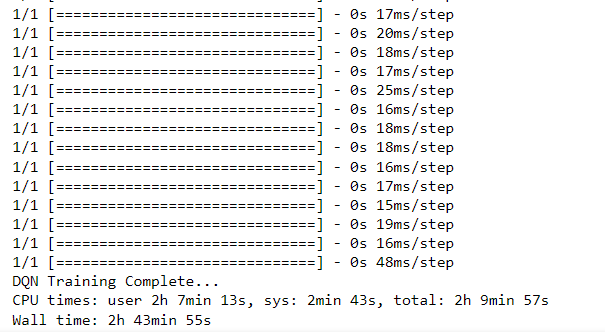 1/1 [==============================] - 0s 17ms/step
1/1 [==============================] - 0s 20ms/step
1/1 [==============================] - 0s 18ms/step
1/1 [==============================] - 0s 17ms/step
1/1 [==============================] - 0s 25ms/step
1/1 [==============================] - 0s 16ms/step
1/1 [==============================] - 0s 18ms/step
1/1 [==============================] - 0s 18ms/step
1/1 [==============================] - 0s 16ms/step
1/1 [==============================] - 0s 17ms/step
1/1 [==============================] - 0s 15ms/step
1/1 [==============================] - 0s 19ms/step
1/1 [==============================] - 0s 16ms/step
1/1 [==============================] - 0s 48ms/step
DQN Training Complete...
CPU times: user 2h 7min 13s, sys: 2min 43s, total: 2h 9min 57s
Wall time: 2h 43min 55s